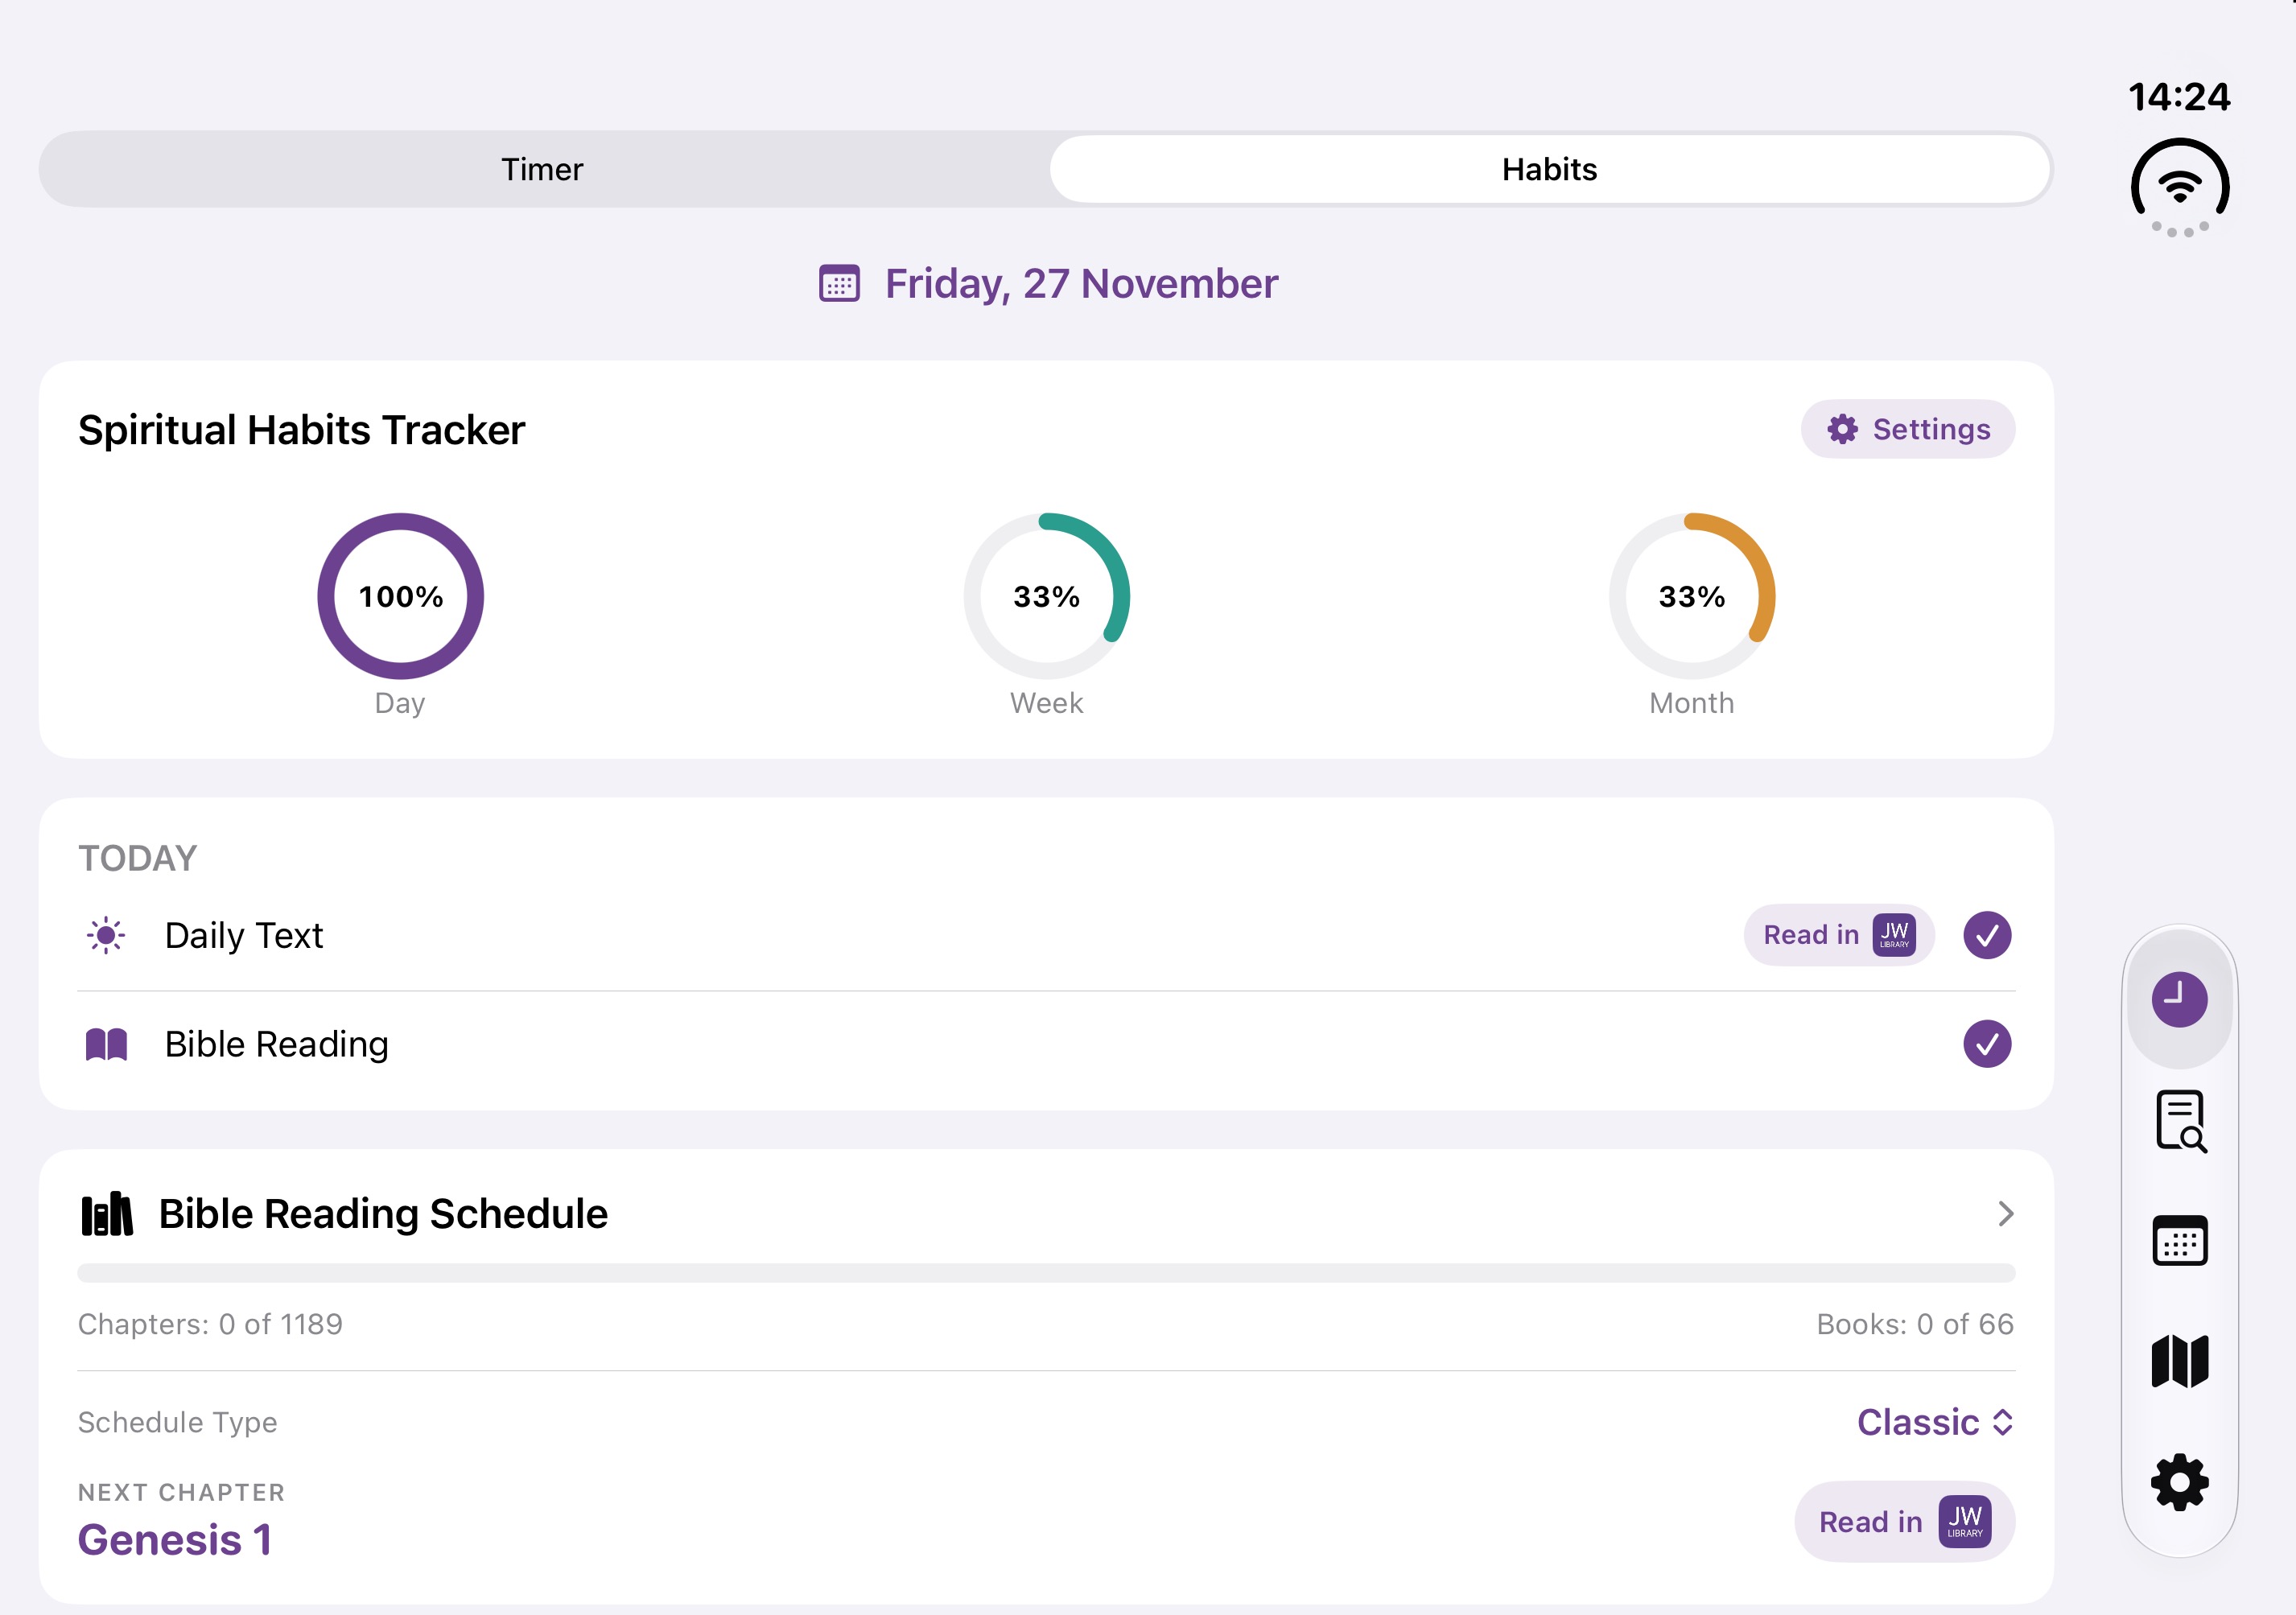 14:24
Timer
Habits
Friday, 27 November
Spiritual Habits Tracker
Settings
100%
33%
33%
Day
Week
Month
TODAY
Daily Text
Read in
JW
LIBRARY
Bible Reading
Bible Reading Schedule
Chapters: 0 of 1189
Books: 0 of 66
Schedule Type
Classic
NEXT CHAPTER
Genesis 1
Read in
JW
LIBRARY